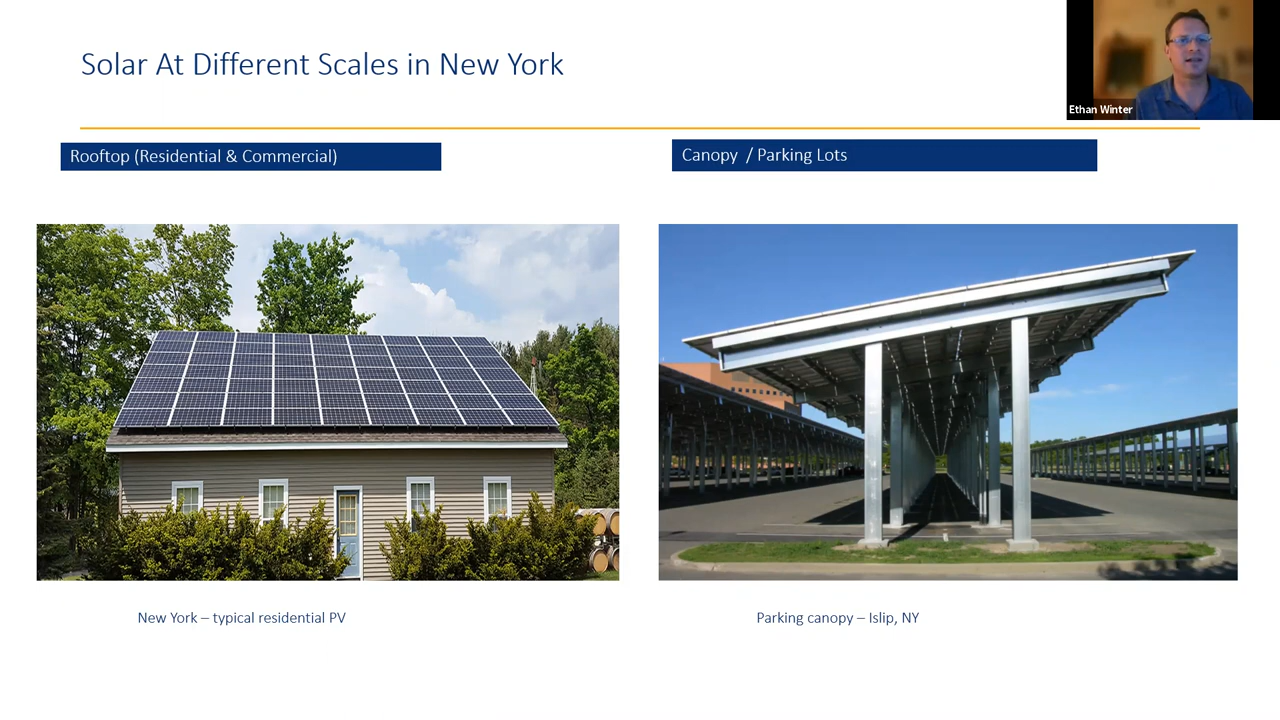 Solar At Different Scales in New York
Ethan Winter
Rooftop (Residential & Commercial)
Canopy / Parking Lots
New York – typical residential PV
Parking canopy – Islip, NY